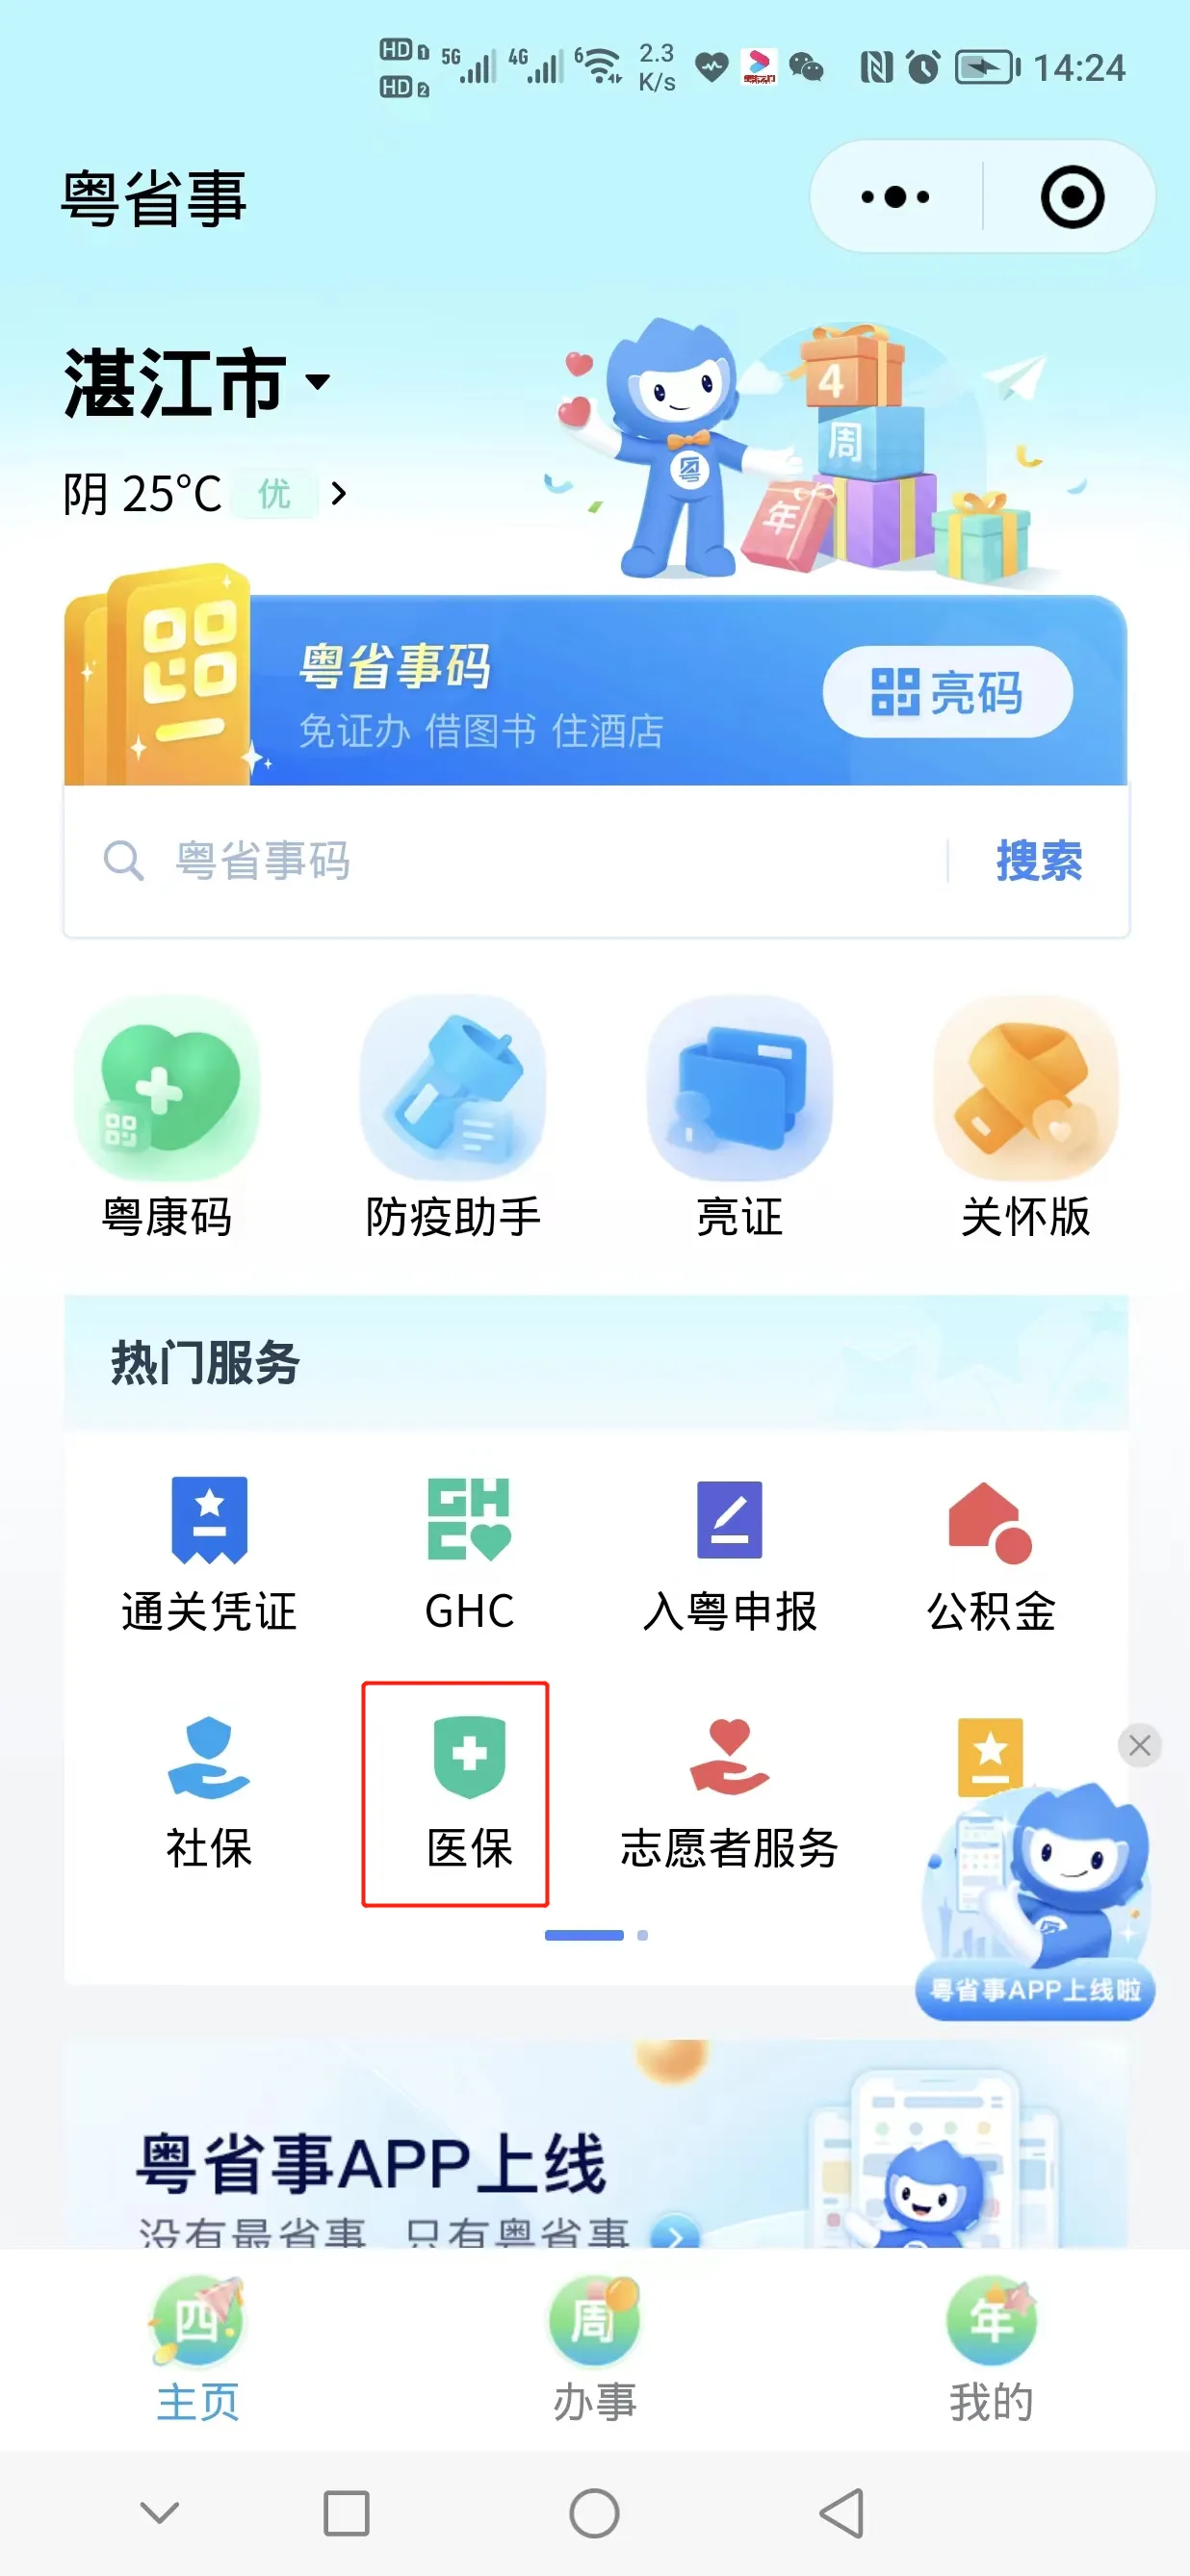 HD 1 5G 4G 6 2.3 14:24
HD 2 K/s
粤省事
湛江市
阴 25°C 优
4
周
年
粤
粤省事码
免证办 借图书 住酒店
亮码
粤省事码
搜索
粤康码 防疫助手 亮证 关怀版
热门服务
GHC
通关凭证 GHC 入粤申报 公积金
社保 医保 志愿者服务
粤省事APP上线啦
粤省事APP上线
没有最省事 只有粤省事
四 周 年
主页 办事 我的